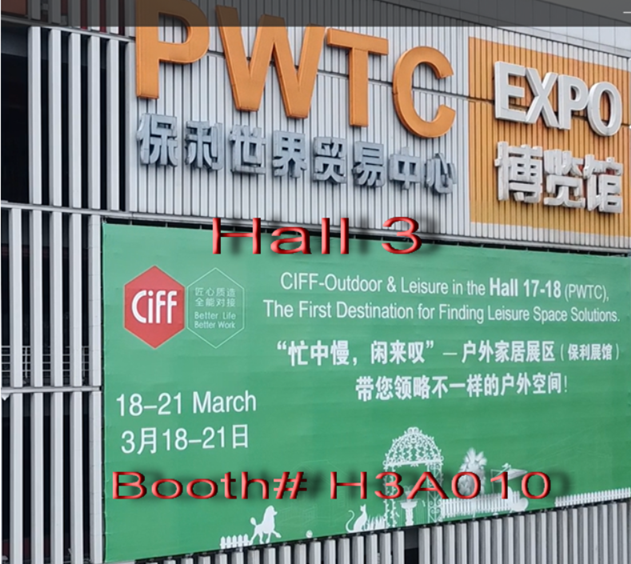 PWTC
EXPO
保利世界贸易中心
博览馆
Hall 3
CIFF-Outdoor & Leisure in the Hall 17-18 (PWTC),
The First Destination for Finding Leisure Space Solutions.
Ciff
匠心质造
全能对接
Better Life
Better Work
“忙中慢，闲来叹” — 户外家居展区（保利展馆）
带您领略不一样的户外空间！
18-21 March
3月18-21日
Booth# H3A010